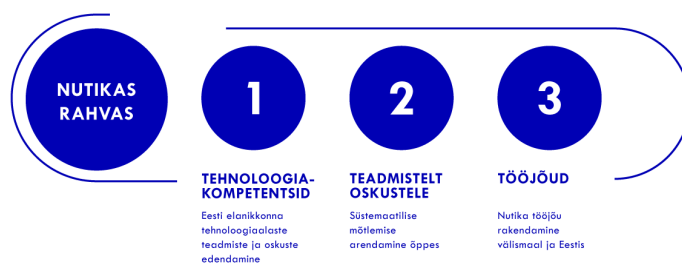 NUTIKAS
RAHVAS
1
TEHNOLOOGIA-
KOMPETENTSID
Eesti elanikkonna
tehnoloogiaalaste
teadmiste ja oskuste
edendamine
2
TEADMISTELT
OSKUSTELE
Süstemaatilise
mõtlemise
arendamine õppes
3
TÖÖJÕUD
Nutika tööjõu
rakendamine
välismaal ja Eestis